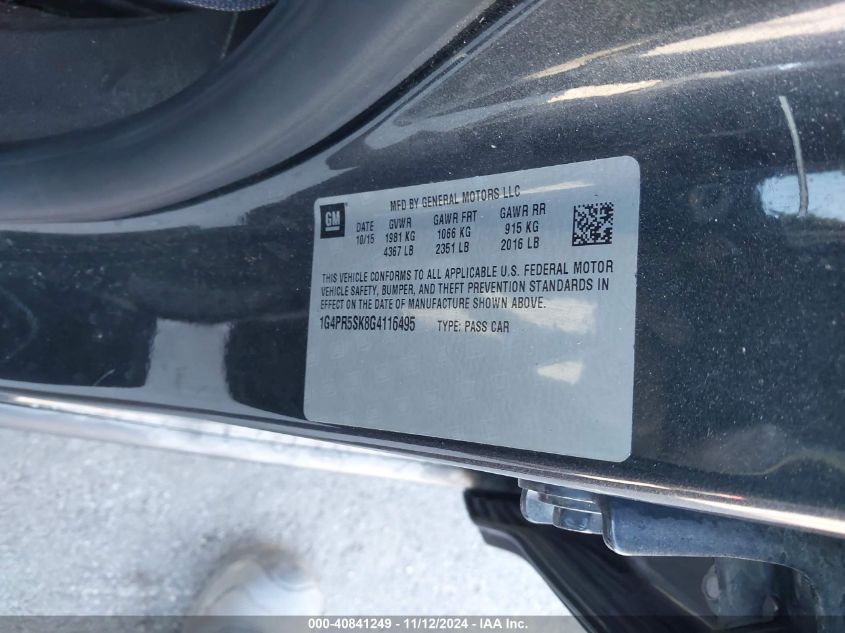 MFD BY GENERAL MOTORS LLC
GM
DATE GVWR GAWR FRT GAWR RR
10/15 1981 KG 1066 KG 915 KG
4367 LB 2351 LB 2016 LB
THIS VEHICLE CONFORMS TO ALL APPLICABLE U.S. FEDERAL MOTOR
VEHICLE SAFETY, BUMPER, AND THEFT PREVENTION STANDARDS IN
EFFECT ON THE DATE OF MANUFACTURE SHOWN ABOVE.
1G4PR5SK8G4116495 TYPE: PASS CAR
000-40841249 - 11/12/2024 - IAA Inc.